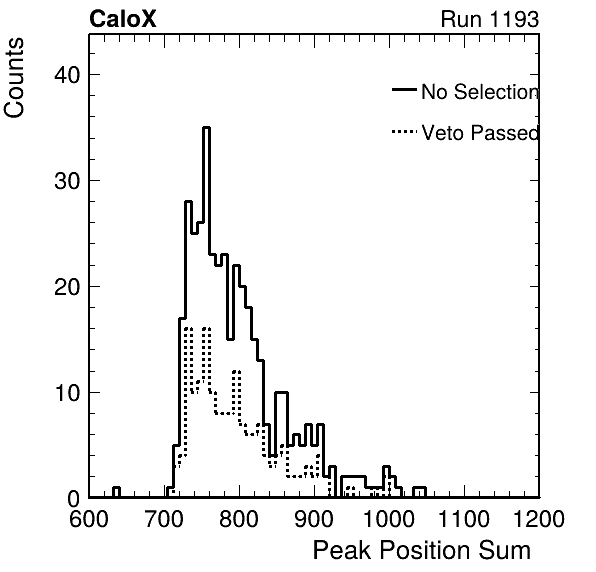 CaloX Run 1193
Counts
40
30
20
10
0
No Selection
Veto Passed
600 700 800 900 1000 1100 1200
Peak Position Sum